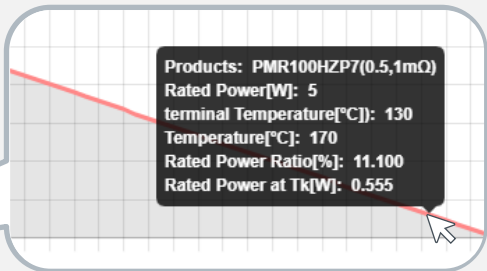 Products: PMR100HZP7(0.5,1mΩ)
Rated Power[W]: 5
terminal Temperature[℃]): 130
Temperature[℃]: 170
Rated Power Ratio[%]: 11.100
Rated Power at Tk[W]: 0.555